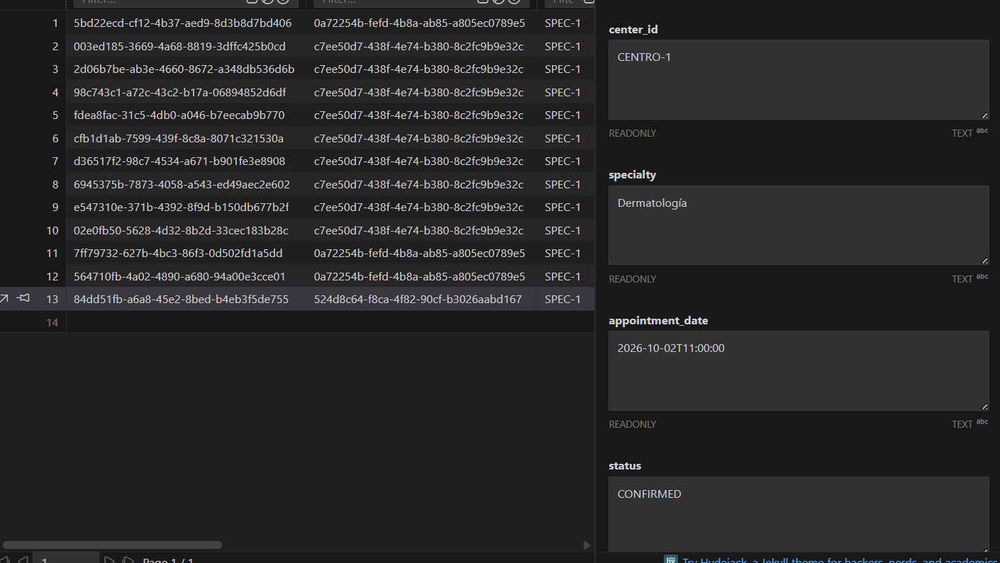 Filter...
Filter...
Filte
1 5bd22ecd-cf12-4b37-aed9-8d3b8d7bd406 0a72254b-fefd-4b8a-ab85-a805ec0789e5 SPEC-1
2 003ed185-3669-4a68-8819-3dffc425b0cd c7ee50d7-438f-4e74-b380-8c2fc9b9e32c SPEC-1
3 2d06b7be-ab3e-4660-8672-a348db536d6b c7ee50d7-438f-4e74-b380-8c2fc9b9e32c SPEC-1
4 98c743c1-a72c-43c2-b17a-06894852d6df c7ee50d7-438f-4e74-b380-8c2fc9b9e32c SPEC-1
5 fdea8fac-31c5-4db0-a046-b7eecab9b770 c7ee50d7-438f-4e74-b380-8c2fc9b9e32c SPEC-1
6 cfb1d1ab-7599-439f-8c8a-8071c321530a c7ee50d7-438f-4e74-b380-8c2fc9b9e32c SPEC-1
7 d36517f2-98c7-4534-a671-b901fe3e8908 c7ee50d7-438f-4e74-b380-8c2fc9b9e32c SPEC-1
8 6945375b-7873-4058-a543-ed49aec2e602 c7ee50d7-438f-4e74-b380-8c2fc9b9e32c SPEC-1
9 e547310e-371b-4392-8f9d-b150db677b2f c7ee50d7-438f-4e74-b380-8c2fc9b9e32c SPEC-1
10 02e0fb50-5628-4d32-8b2d-33cec183b28c c7ee50d7-438f-4e74-b380-8c2fc9b9e32c SPEC-1
11 7ff79732-627b-4bc3-86f3-0d502fd1a5dd 0a72254b-fefd-4b8a-ab85-a805ec0789e5 SPEC-1
12 564710fb-4a02-4890-a680-94a00e3cce01 0a72254b-fefd-4b8a-ab85-a805ec0789e5 SPEC-1
13 84dd51fb-a6a8-45e2-8bed-b4eb3f5de755 524d8c64-f8ca-4f82-90cf-b3026aabd167 SPEC-1
14
1 Page 1 / 1
center_id
CENTRO-1
READONLY TEXT abc
specialty
Dermatología
READONLY TEXT abc
appointment_date
2026-10-02T11:00:00
READONLY TEXT abc
status
CONFIRMED
hy Try Hydejack, a Jekyll theme for hackers, nerds, and academics